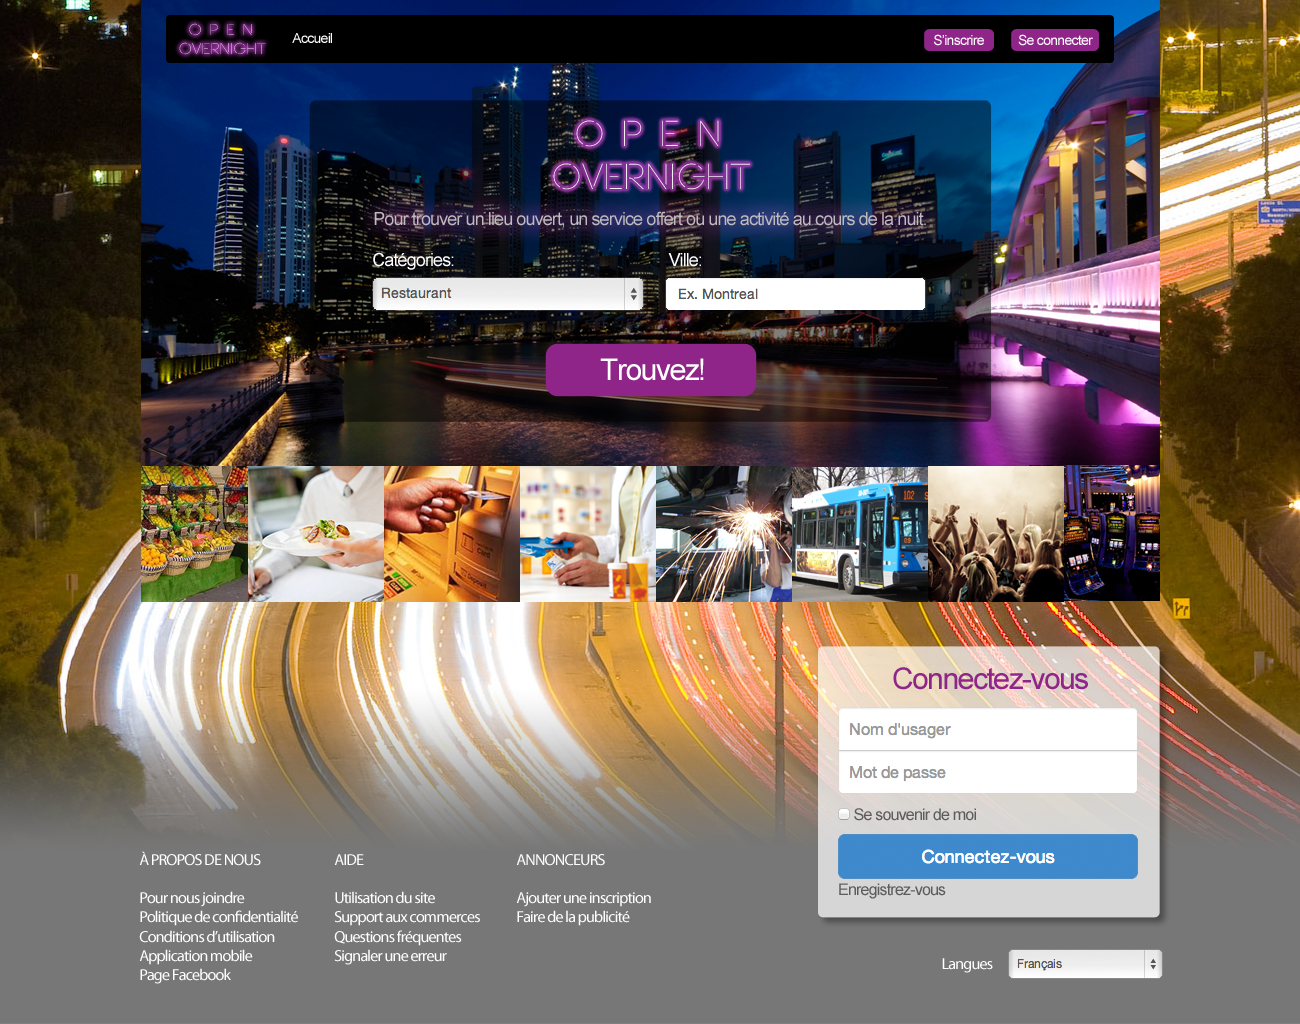 OPEN
OVERNIGHT
Accueil
S'inscrire
Se connecter
OPEN
OVERNIGHT
Pour trouver un lieu ouvert, un service offert ou une activité au cours de la nuit
Catégories:
Ville:
Restaurant
Ex. Montreal
Trouvez!
102
Connectez-vous
Nom d'usager
Mot de passe
Se souvenir de moi
Connectez-vous
Enregistrez-vous
À PROPOS DE NOUS
Pour nous joindre
Politique de confidentialité
Conditions d'utilisation
Application mobile
Page Facebook
AIDE
Utilisation du site
Support aux commerces
Questions fréquentes
Signaler une erreur
ANNONCEURS
Ajouter une inscription
Faire de la publicité
Langues
Français